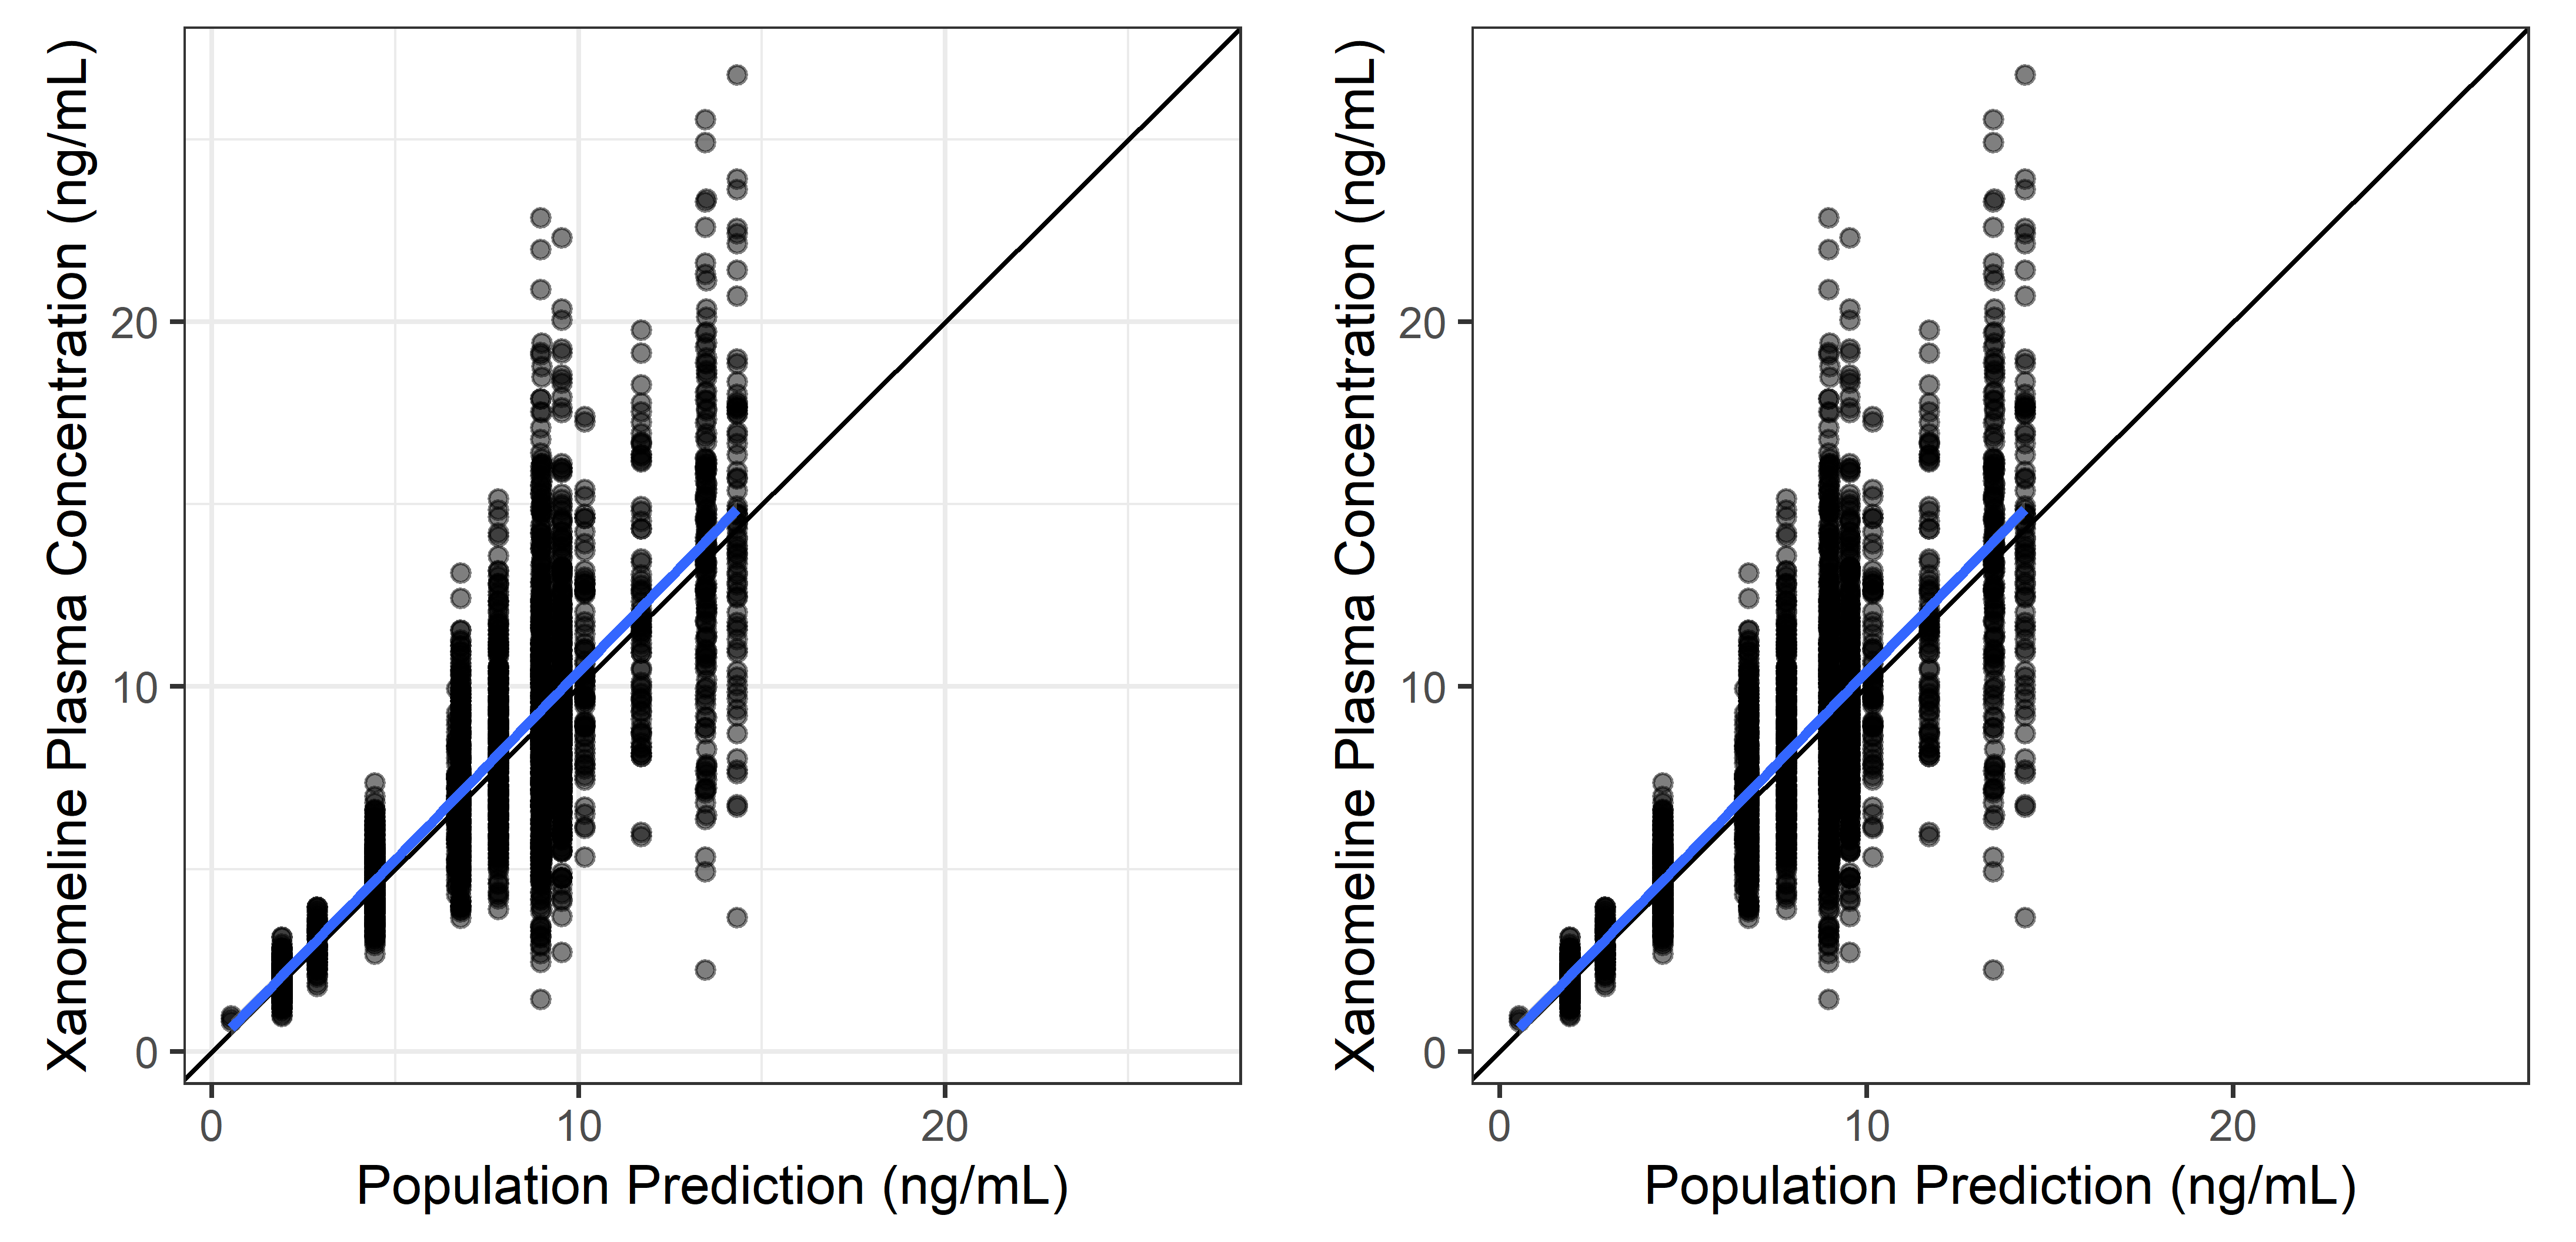 Xanomeline Plasma Concentration (ng/mL)
20
10
0
0 10 20
Population Prediction (ng/mL)
Xanomeline Plasma Concentration (ng/mL)
20
10
0
0 10 20
Population Prediction (ng/mL)